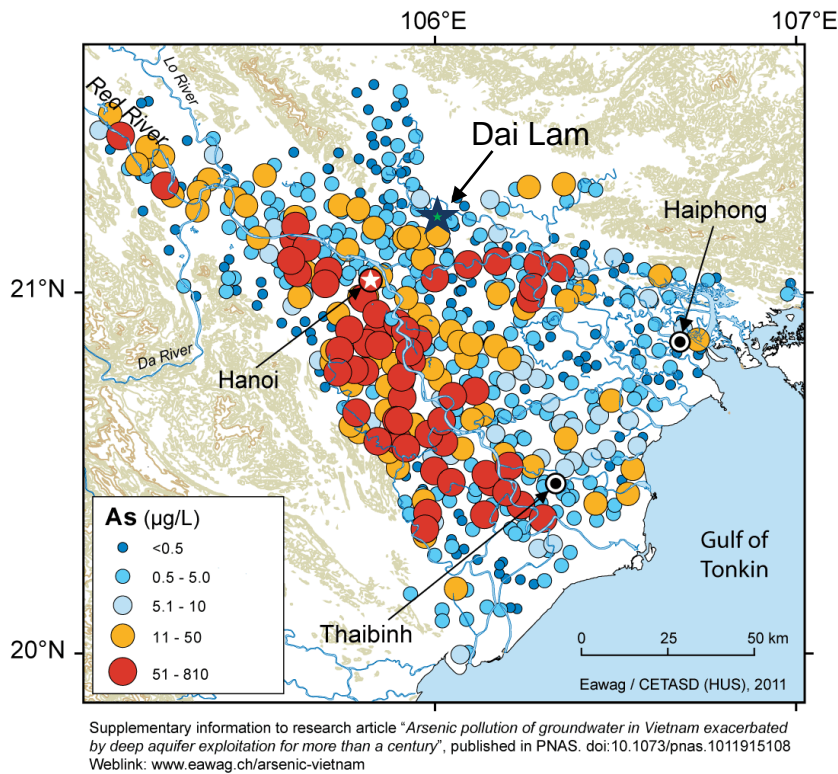 106°E
107°E
Lo River
Red River
Dai Lam
Haiphong
21°N
Da River
Hanoi
As (µg/L)
<0.5
0.5 - 5.0
5.1 - 10
11 - 50
51 - 810
Gulf of
Tonkin
Thaibinh
20°N
0 25 50 km
Eawag / CETASD (HUS), 2011
Supplementary information to research article “Arsenic pollution of groundwater in Vietnam exacerbated
by deep aquifer exploitation for more than a century”, published in PNAS. doi:10.1073/pnas.1011915108
Weblink: www.eawag.ch/arsenic-vietnam